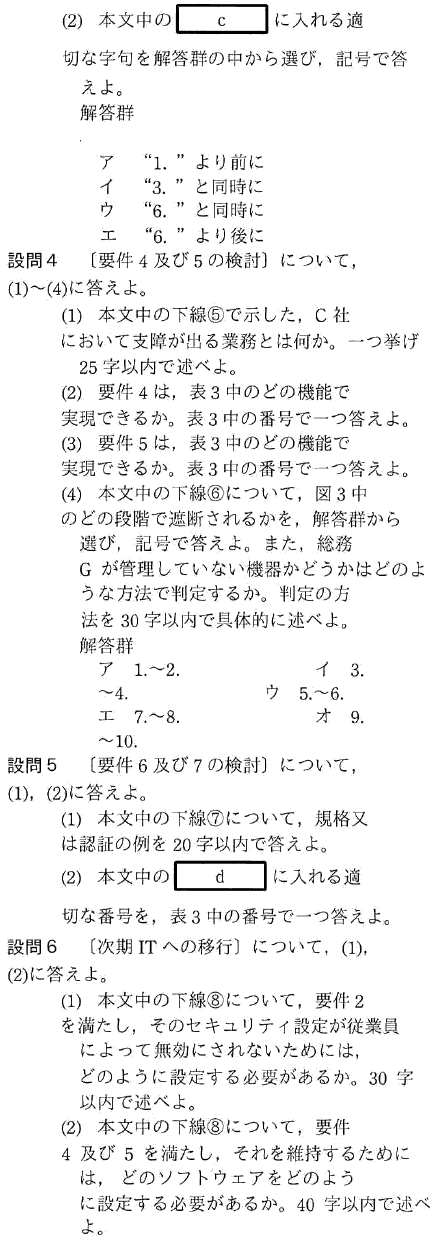 (2) 本文中の c に入れる適
切な字句を解答群の中から選び，記号で答
えよ。
解答群
ア “1. ” より前に
イ “3. ” と同時に
ウ “6. ” と同時に
エ “6. ” より後に
設問４ 〔要件 4 及び 5 の検討〕について，
(1)～(4)に答えよ。
(1) 本文中の下線⑤で示した，C 社
において支障が出る業務とは何か。一つ挙げ
25 字以内で述べよ。
(2) 要件 4 は，表 3 中のどの機能で
実現できるか。表 3 中の番号で一つ答えよ。
(3) 要件 5 は，表 3 中のどの機能で
実現できるか。表 3 中の番号で一つ答えよ。
(4) 本文中の下線⑥について，図 3 中
のどの段階で遮断されるかを，解答群から
選び，記号で答えよ。また，総務
G が管理していない機器かどうかはどのよ
うな方法で判定するか。判定の方
法を 30 字以内で具体的に述べよ。
解答群
ア 1.～2. イ 3.
～4. ウ 5.～6.
エ 7.～8. オ 9.
～10.
設問５ 〔要件 6 及び 7 の検討〕について，
(1)，(2)に答えよ。
(1) 本文中の下線⑦について，規格又
は認証の例を 20 字以内で答えよ。
(2) 本文中の d に入れる適
切な番号を，表 3 中の番号で一つ答えよ。
設問６ 〔次期 IT への移行〕について，(1)，
(2)に答えよ。
(1) 本文中の下線⑧について，要件 2
を満たし，そのセキュリティ設定が従業員
によって無効にされないためには，
どのように設定する必要があるか。30 字
以内で述べよ。
(2) 本文中の下線⑧について，要件
4 及び 5 を満たし，それを維持するために
は，どのソフトウェアをどのよう
に設定する必要があるか。40 字以内で述べ
よ。